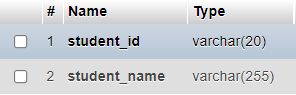 # Name Type
1 student_id varchar(20)
2 student_name varchar(255)